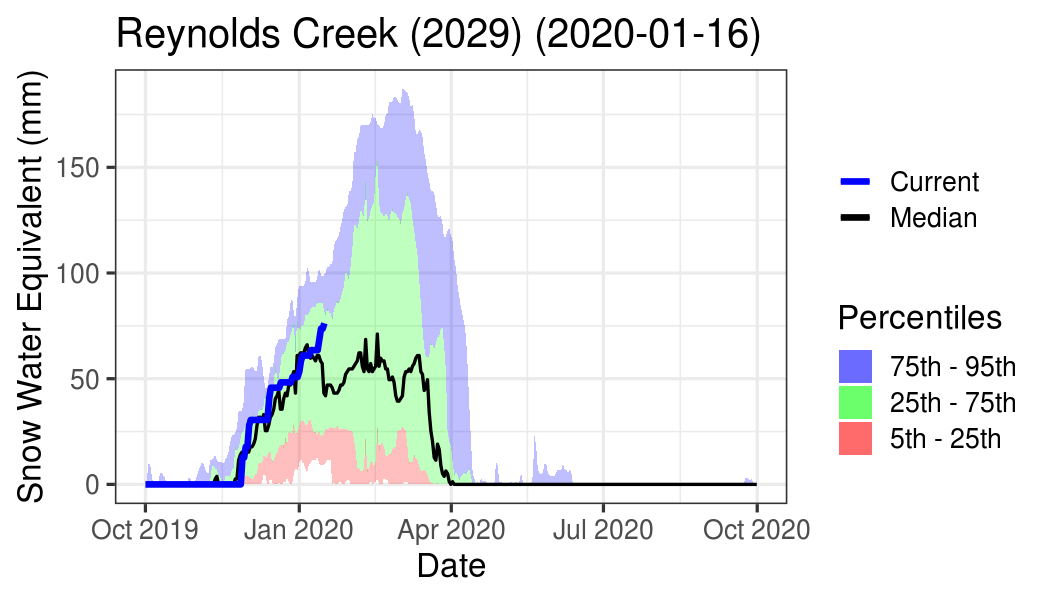 Reynolds Creek (2029) (2020-01-16)
Snow Water Equivalent (mm)
150
100
50
0
Oct 2019
Jan 2020
Apr 2020
Jul 2020
Oct 2020
Date
Current
Median
Percentiles
75th - 95th
25th - 75th
5th - 25th